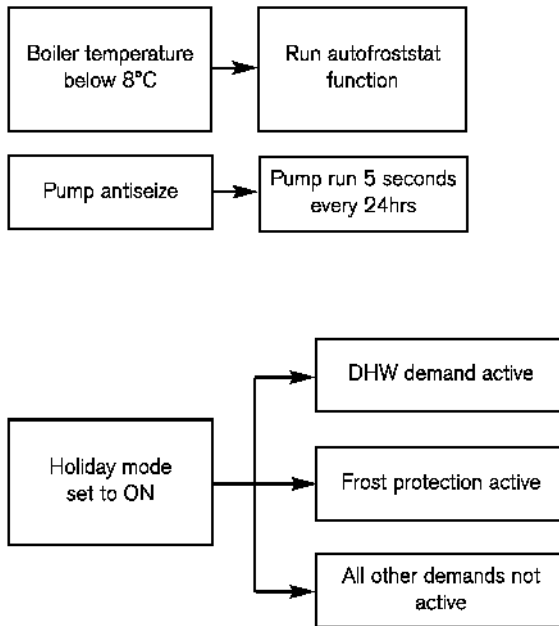 Boiler temperature
below 8°C
Run autofroststat
function
Pump antiseize
Pump run 5 seconds
every 24hrs
Holiday mode
set to ON
DHW demand active
Frost protection active
All other demands not
active